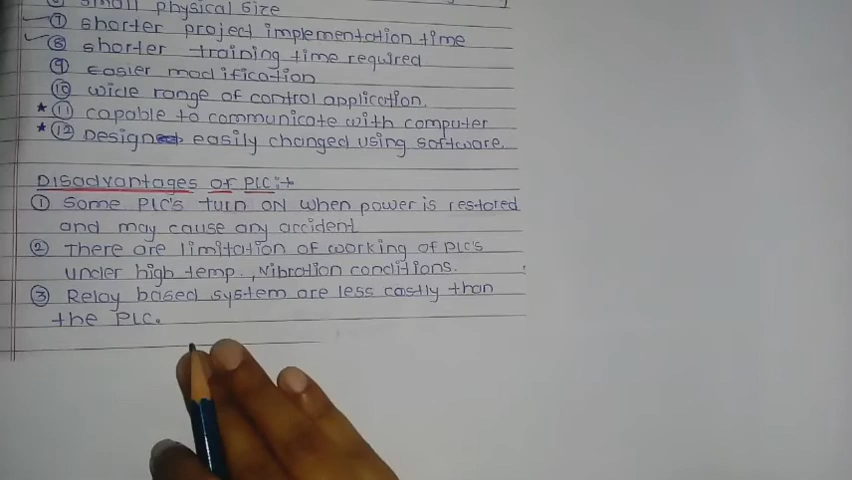 ⑥ small physical size
⑦ shorter project implementation time
⑧ shorter training time required
⑨ easier modification
⑩ wide range of control application.
★ ⑪ capable to communicate with computer
★ ⑫ Design easily changed using software.
Disadvantages of PLC :+
① Some PLC's turn ON when power is restored
and may cause any accident
② There are limitation of working of PLC's
under high temp., Vibration conditions.
③ Relay based system are less costly than
the PLC.